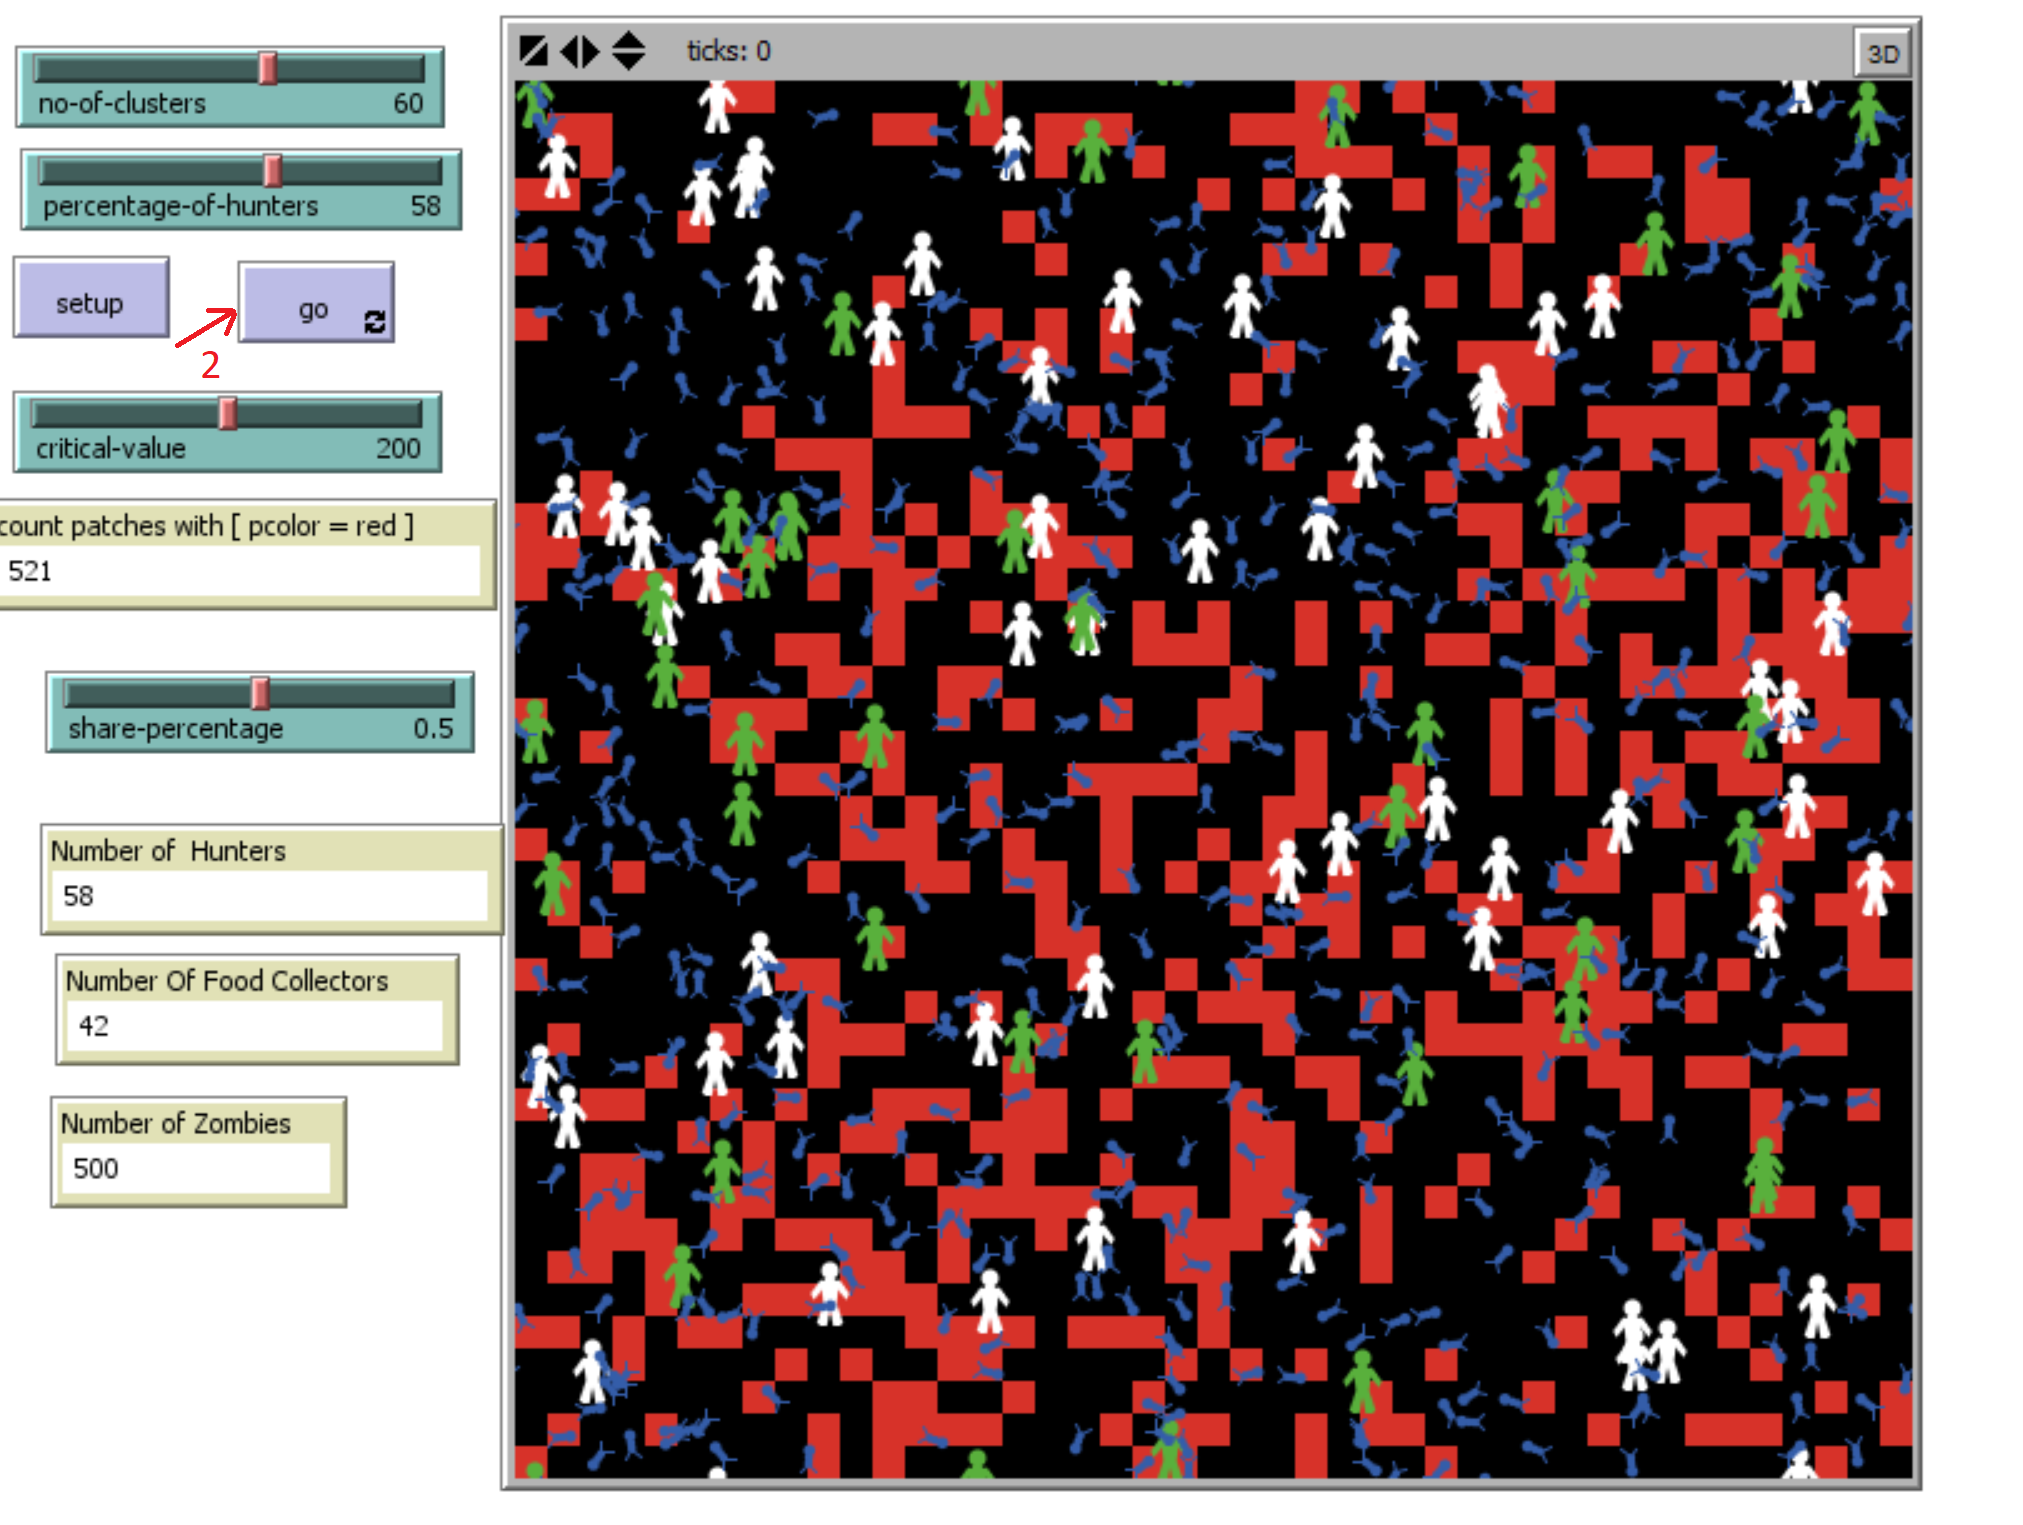 ticks: 0
3D
no-of-clusters 60
percentage-of-hunters 58
setup
go
2
critical-value 200
count patches with [ pcolor = red ]
521
share-percentage 0.5
Number of  Hunters
58
Number Of Food Collectors
42
Number of Zombies
500